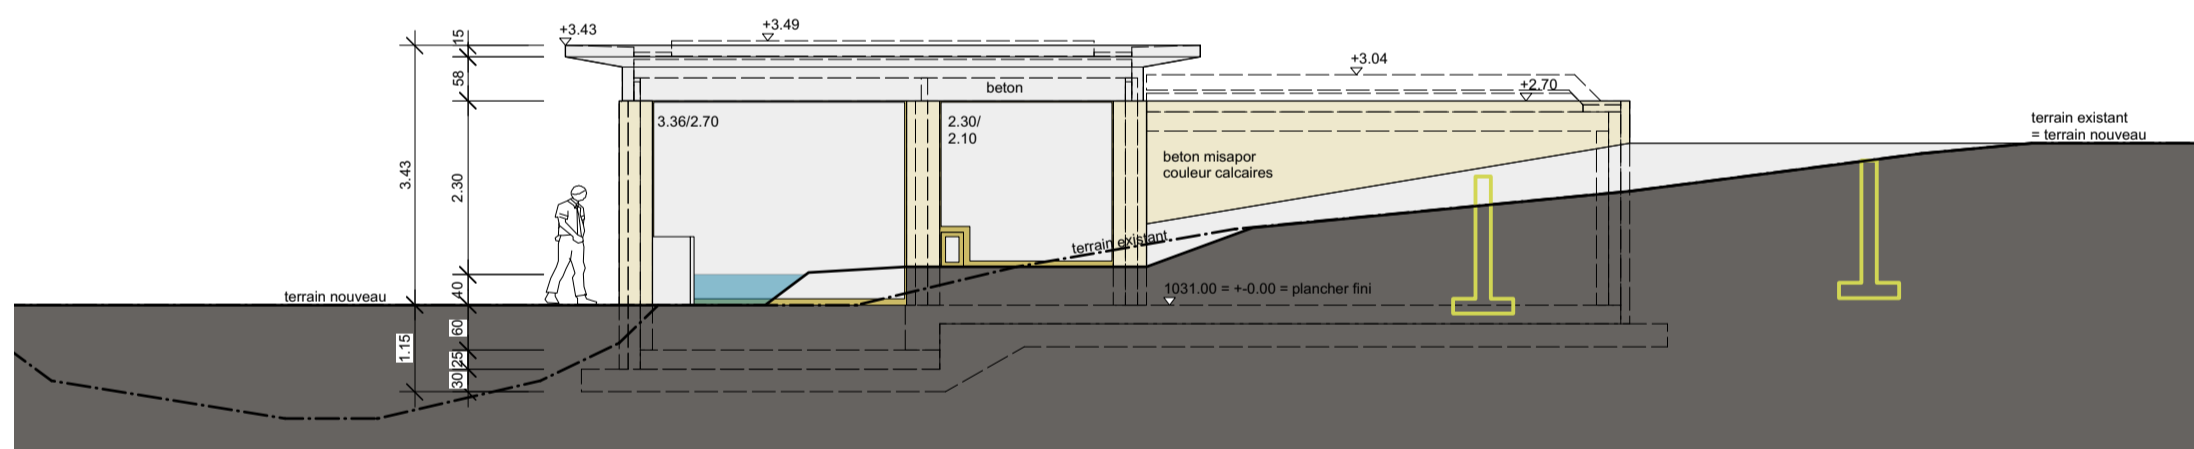 +3.49
+3.43
15
58
+3.04
beton
+2.70
3.36/2.70
2.30/
2.10
terrain existant
= terrain nouveau
beton misapor
couleur calcaires
3.43
2.30
terrain existant
terrain nouveau
40
1031.00 = +-0.00 = plancher fini
60
1.15
25
30